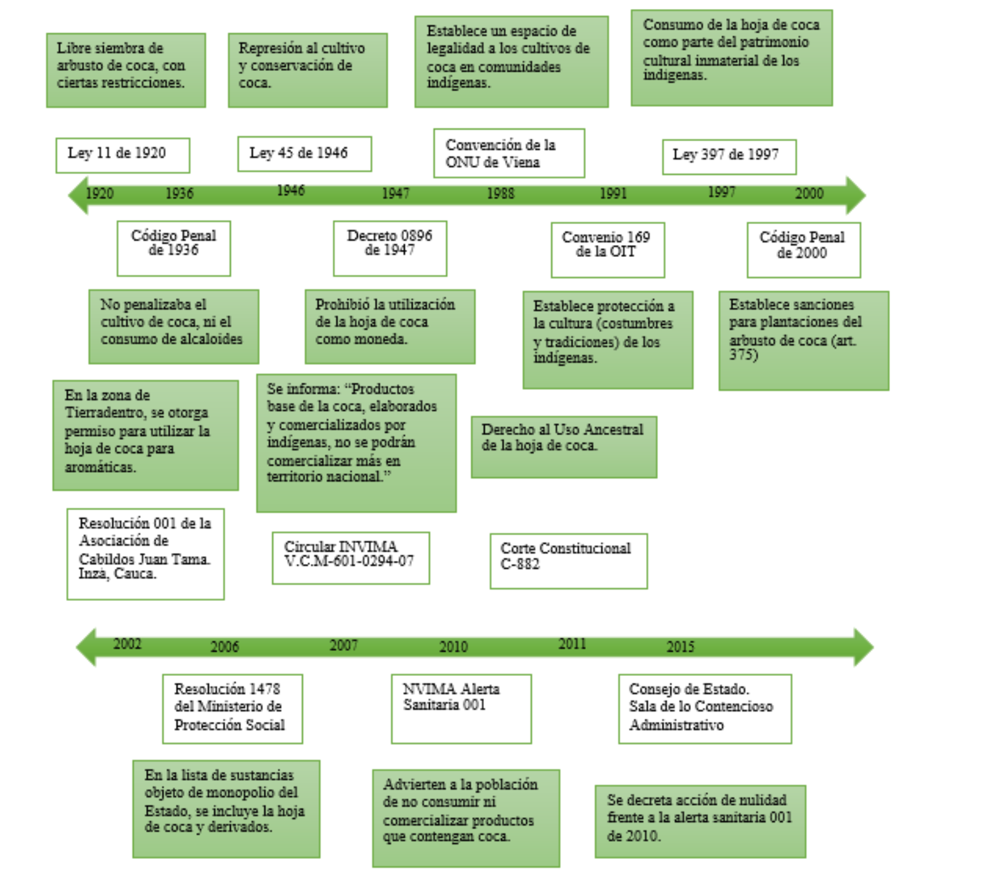 Libre siembra de
arbusto de coca, con
ciertas restricciones.
Represión al cultivo
y conservación de
coca.
Establece un espacio de
legalidad a los cultivos de
coca en comunidades
indígenas.
Consumo de la hoja de coca
como parte del patrimonio
cultural inmaterial de los
indigenas.
Ley 11 de 1920
Ley 45 de 1946
Convención de la
ONU de Viena
Ley 397 de 1997
1920 1936 1946 1947 1988 1991 1997 2000
Código Penal
de 1936
Decreto 0896
de 1947
Convenio 169
de la OIT
Código Penal
de 2000
No penalizaba el
cultivo de coca, ni el
consumo de alcaloides
Prohibió la utilización
de la hoja de coca
como moneda.
Establece protección a
la cultura (costumbres
y tradiciones) de los
indígenas.
Establece sanciones
para plantaciones del
arbusto de coca (art.
375)
En la zona de
Tierradentro, se otorga
permiso para utilizar la
hoja de coca para
aromáticas.
Se informa: “Productos
base de la coca, elaborados
y comercializados por
indígenas, no se podrán
comercializar más en
territorio nacional.”
Derecho al Uso Ancestral
de la hoja de coca.
Resolución 001 de la
Asociación de
Cabildos Juan Tama.
Inzà, Cauca.
Circular INVIMA
V.C.M-601-0294-07
Corte Constitucional
C-882
2002 2006 2007 2010 2011 2015
Resolución 1478
del Ministerio de
Protección Social
NVIMA Alerta
Sanitaria 001
Consejo de Estado.
Sala de lo Contencioso
Administrativo
En la lista de sustancias
objeto de monopolio del
Estado, se incluye la hoja
de coca y derivados.
Advierten a la población
de no consumir ni
comercializar productos
que contengan coca.
Se decreta acción de nulidad
frente a la alerta sanitaria 001
de 2010.